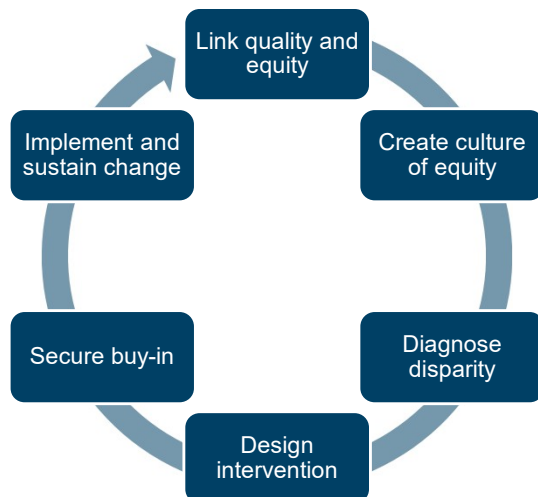 Link quality and
equity
Create culture
of equity
Diagnose
disparity
Design
intervention
Secure buy-in
Implement and
sustain change